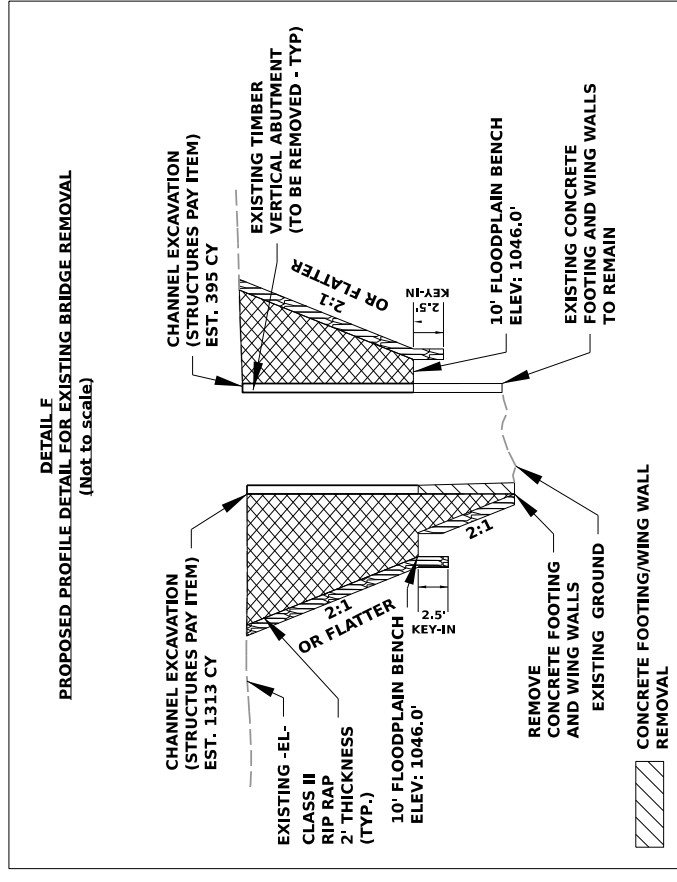 DETAIL F
PROPOSED PROFILE DETAIL FOR EXISTING BRIDGE REMOVAL
(Not to scale)
CHANNEL EXCAVATION
(STRUCTURES PAY ITEM)
EST. 1313 CY
CHANNEL EXCAVATION
(STRUCTURES PAY ITEM)
EST. 395 CY
EXISTING TIMBER
VERTICAL ABUTMENT
(TO BE REMOVED - TYP)
EXISTING -EL-
CLASS II
RIP RAP
2' THICKNESS
(TYP.)
2:1
OR FLATTER
2:1
OR FLATTER
10' FLOODPLAIN BENCH
ELEV: 1046.0'
2.5'
KEY-IN
2:1
2.5'
KEY-IN
10' FLOODPLAIN BENCH
ELEV: 1046.0'
REMOVE
CONCRETE FOOTING
AND WING WALLS
EXISTING GROUND
EXISTING CONCRETE
FOOTING AND WING WALLS
TO REMAIN
CONCRETE FOOTING/WING WALL
REMOVAL